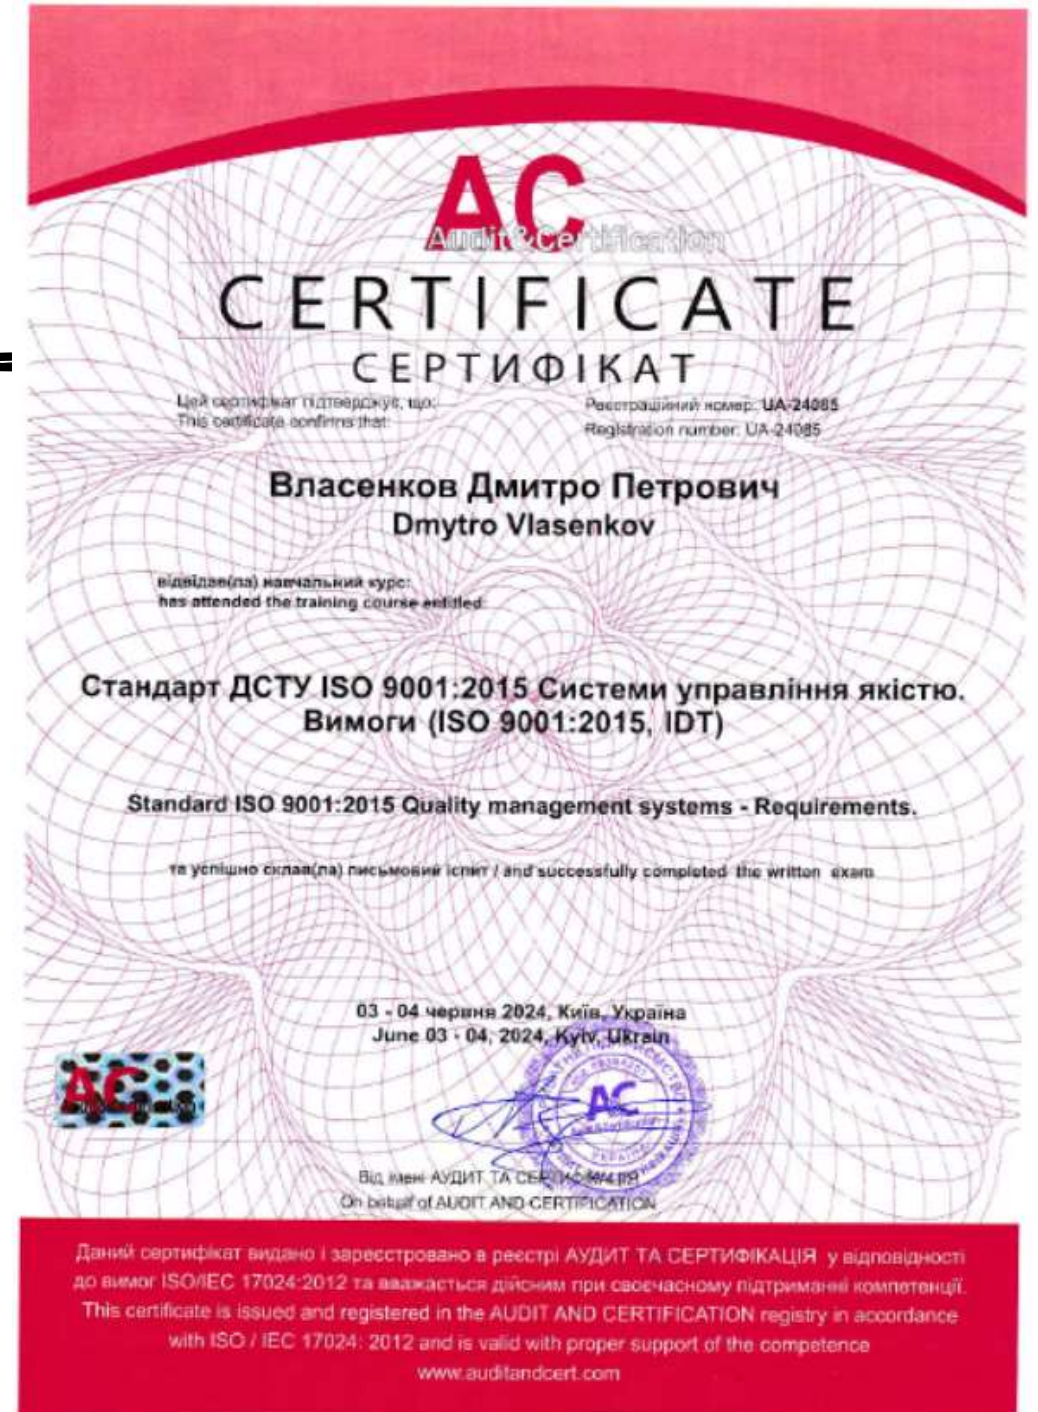 AC
Audit&Certification
CERTIFICATE
СЕРТИФІКАТ
Цей сертифікат підтверджує, що:
This certificate confirms that:
Реєстраційний номер: UA-24085
Registration number: UA-24085
Власенков Дмитро Петрович
Dmytro Vlasenkov
відвідав(ла) навчальний курс:
has attended the training course entitled:
Стандарт ДСТУ ISO 9001:2015 Системи управління якістю.
Вимоги (ISO 9001:2015, IDT)
Standard ISO 9001:2015 Quality management systems - Requirements.
та успішно склав(ла) письмовий іспит / and successfully completed the written exam
03 - 04 червня 2024, Київ, Україна
June 03 - 04, 2024, Kyiv, Ukrain
AC
AC
УКРАЇНА
Від імені АУДИТ ТА СЕРТИФІКАЦІЯ
On behalf of AUDIT AND CERTIFICATION
Даний сертифікат видано і зареєстровано в реєстрі АУДИТ ТА СЕРТИФІКАЦІЯ у відповідності
до вимог ISO/IEC 17024:2012 та вважається дійсним при своєчасному підтриманні компетенції.
This certificate is issued and registered in the AUDIT AND CERTIFICATION registry in accordance
with ISO / IEC 17024: 2012 and is valid with proper support of the competence
www.auditandcert.com